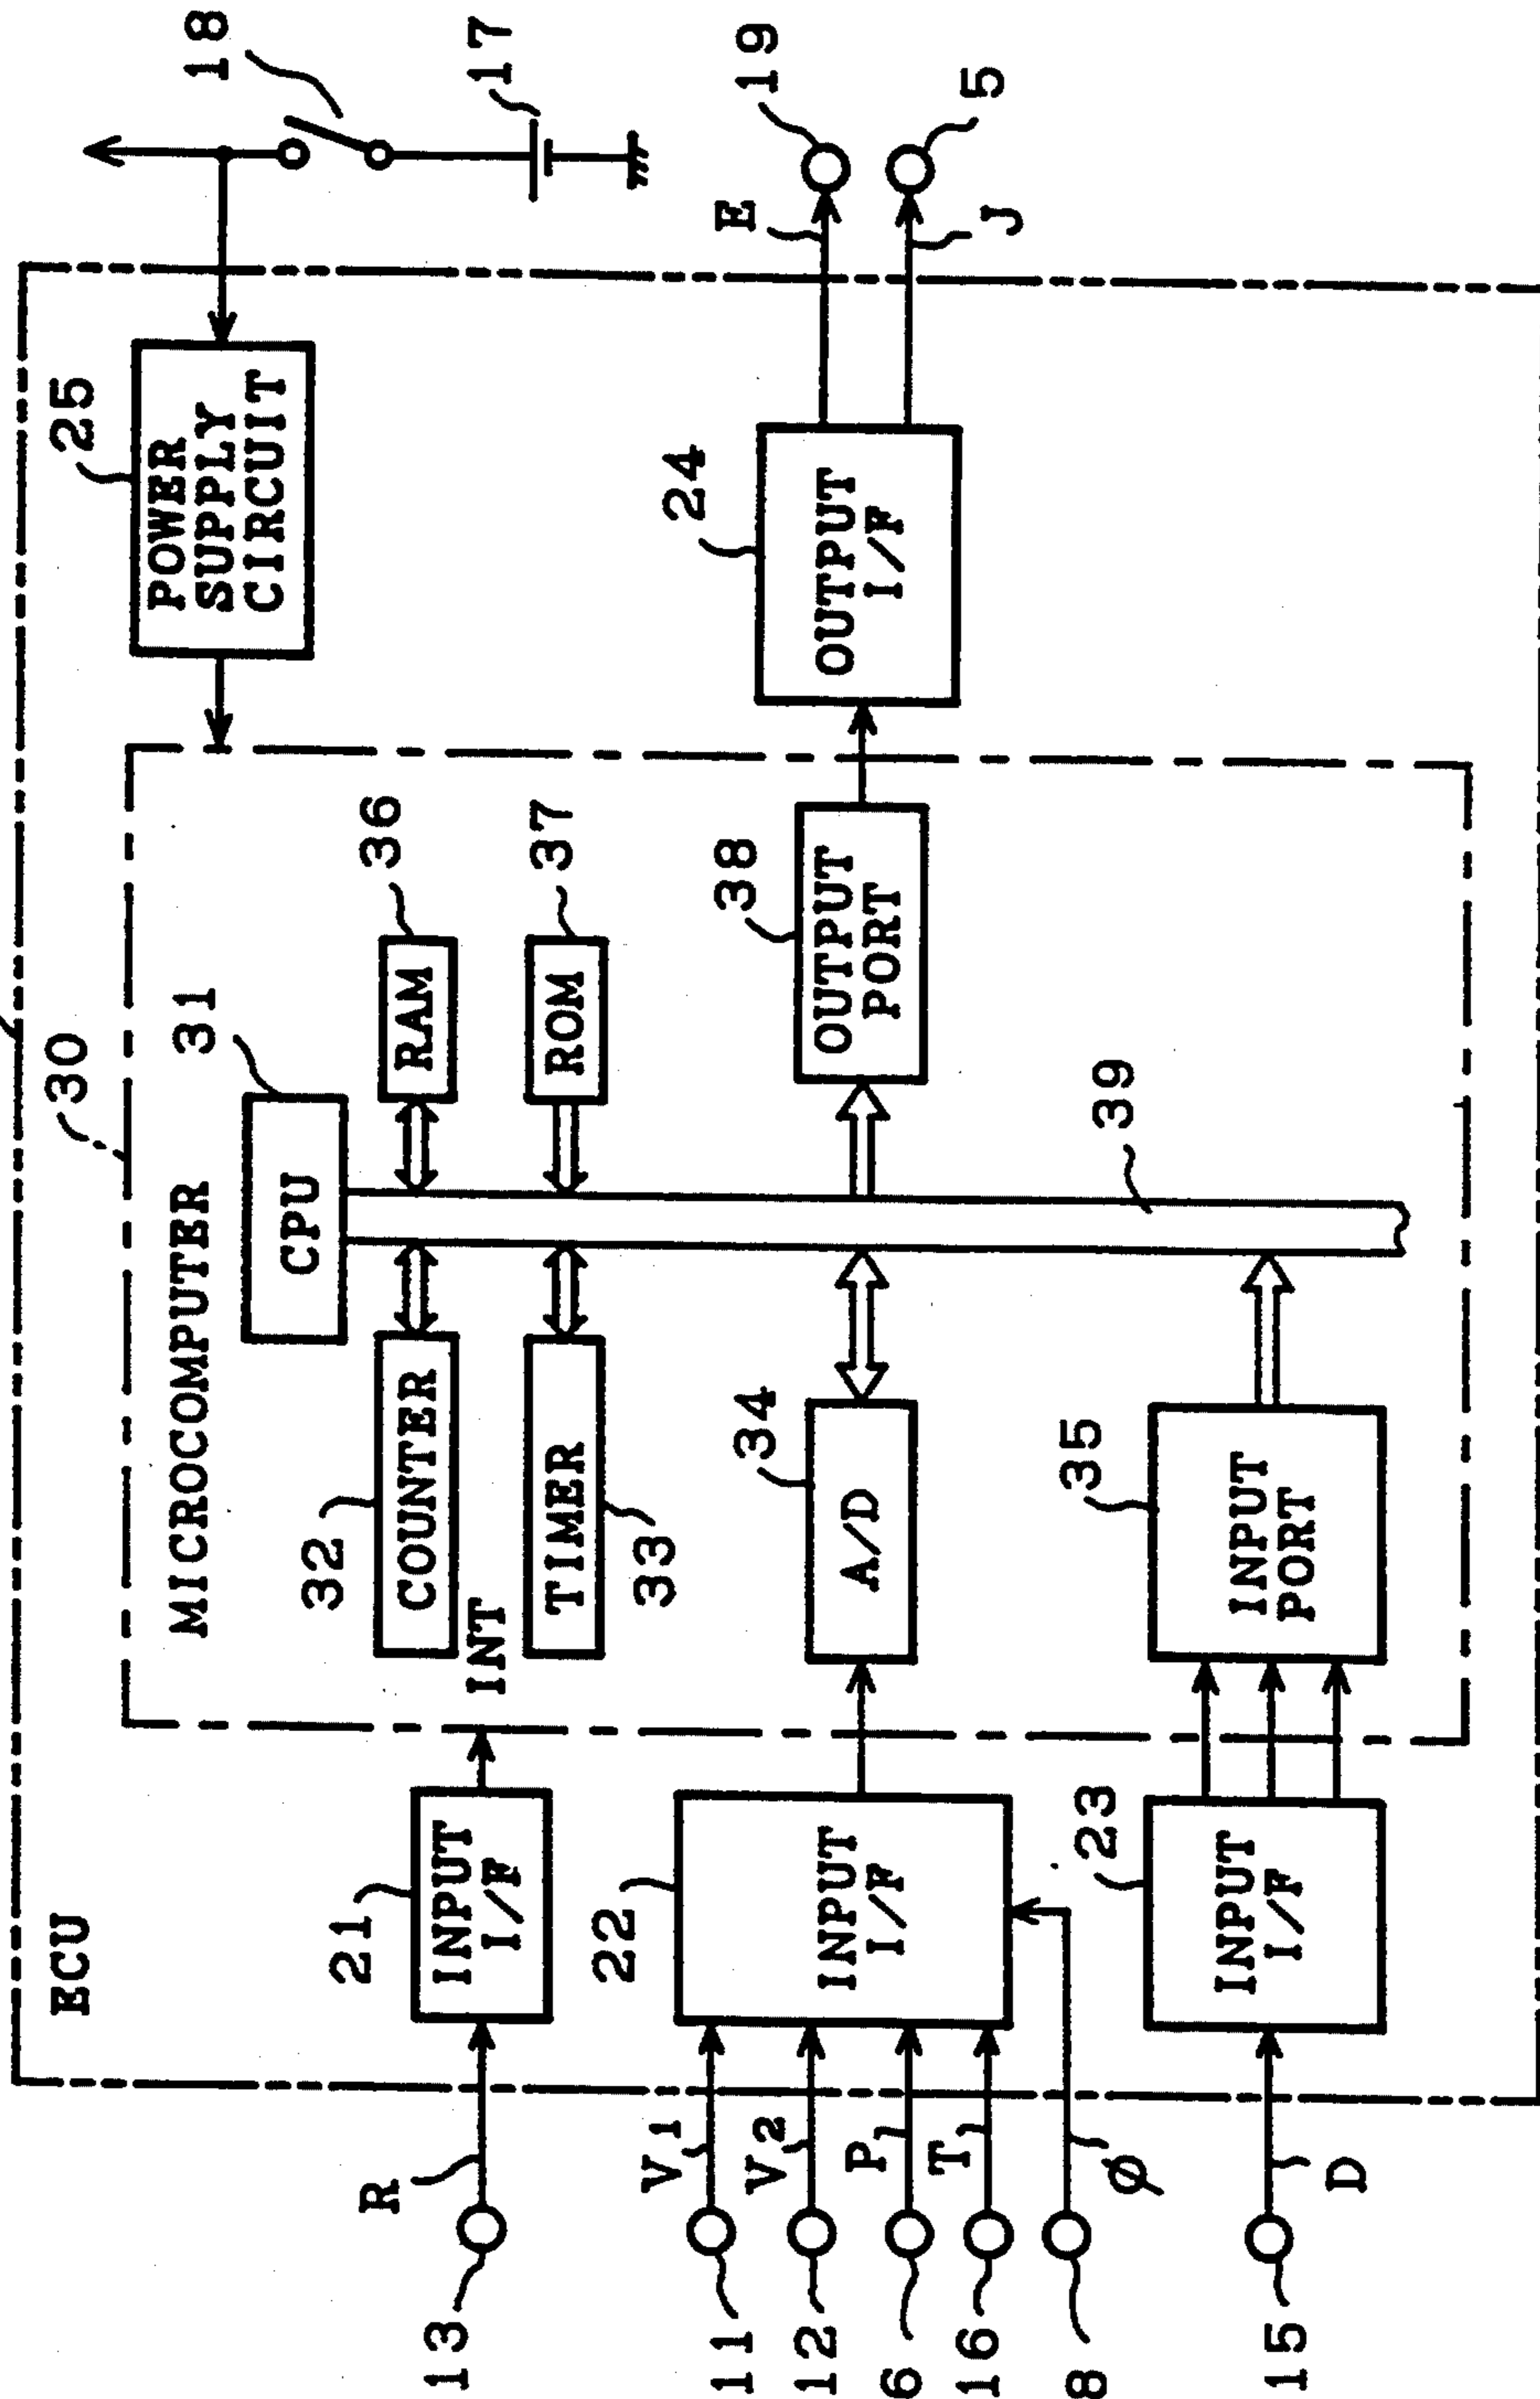 ECU
30
MICROCOMPUTER
31
CPU
25
POWER
SUPPLY
CIRCUIT
18
17
13
R
21
INPUT
I/F
INT
32
COUNTER
33
TIMER
36
RAM
37
ROM
11
V1
12
V2
6
P
16
T
8
Ø
22
INPUT
I/F
34
A/D
38
OUTPUT
PORT
24
OUTPUT
I/F
E
19
J
5
39
15
D
23
INPUT
I/F
35
INPUT
PORT